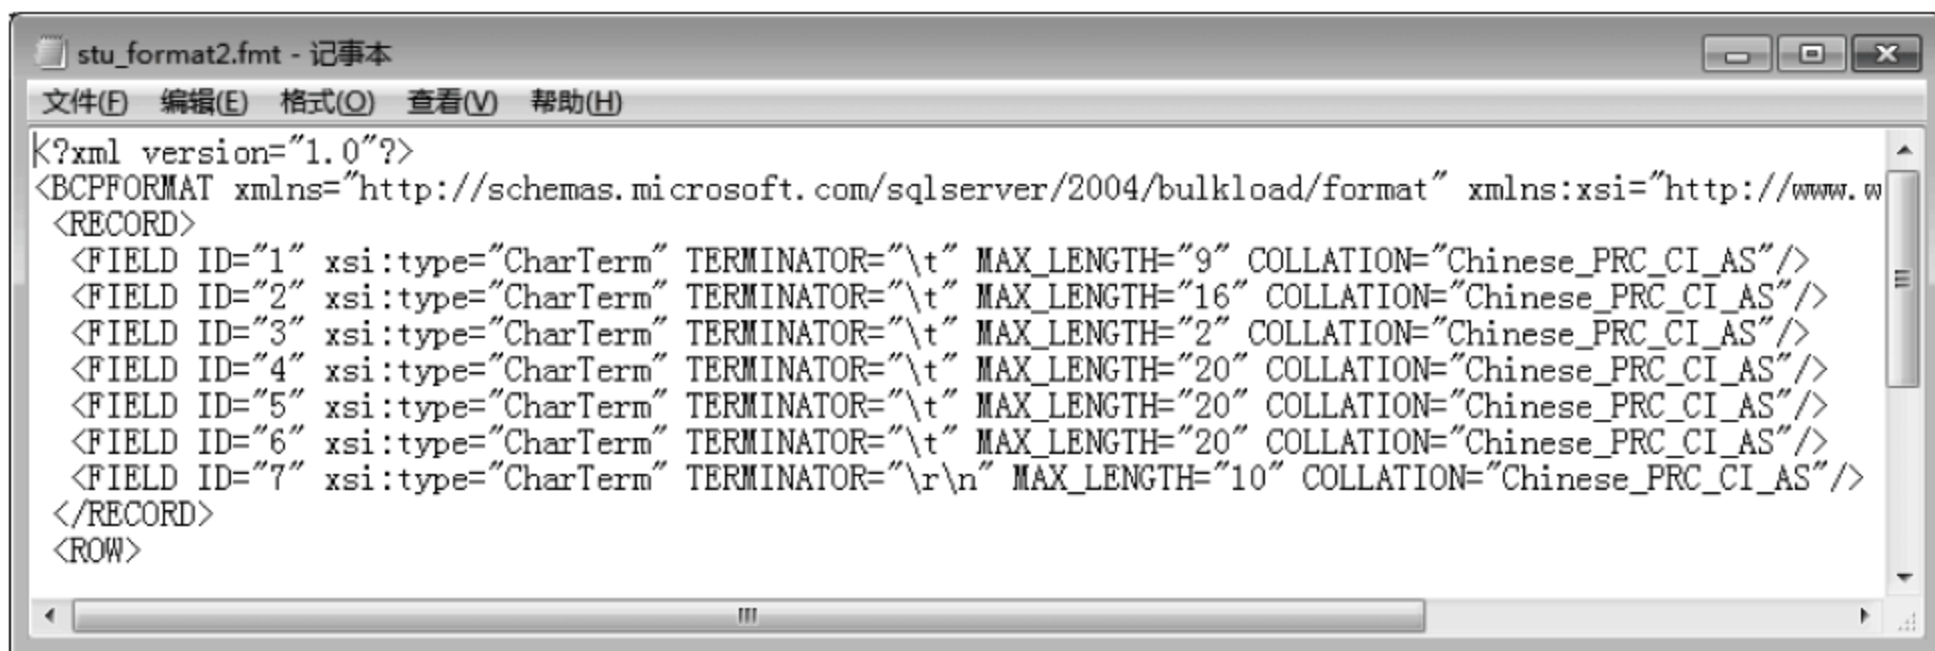 stu_format2.fmt - 记事本
文件(F) 编辑(E) 格式(O) 查看(V) 帮助(H)
<?xml version="1.0"?>
<BCPFORMAT xmlns="http://schemas.microsoft.com/sqlserver/2004/bulkload/format" xmlns:xsi="http://www.w
<RECORD>
<FIELD ID="1" xsi:type="CharTerm" TERMINATOR="\t" MAX_LENGTH="9" COLLATION="Chinese_PRC_CI_AS"/>
<FIELD ID="2" xsi:type="CharTerm" TERMINATOR="\t" MAX_LENGTH="16" COLLATION="Chinese_PRC_CI_AS"/>
<FIELD ID="3" xsi:type="CharTerm" TERMINATOR="\t" MAX_LENGTH="2" COLLATION="Chinese_PRC_CI_AS"/>
<FIELD ID="4" xsi:type="CharTerm" TERMINATOR="\t" MAX_LENGTH="20" COLLATION="Chinese_PRC_CI_AS"/>
<FIELD ID="5" xsi:type="CharTerm" TERMINATOR="\t" MAX_LENGTH="20" COLLATION="Chinese_PRC_CI_AS"/>
<FIELD ID="6" xsi:type="CharTerm" TERMINATOR="\t" MAX_LENGTH="20" COLLATION="Chinese_PRC_CI_AS"/>
<FIELD ID="7" xsi:type="CharTerm" TERMINATOR="\r\n" MAX_LENGTH="10" COLLATION="Chinese_PRC_CI_AS"/>
</RECORD>
<ROW>